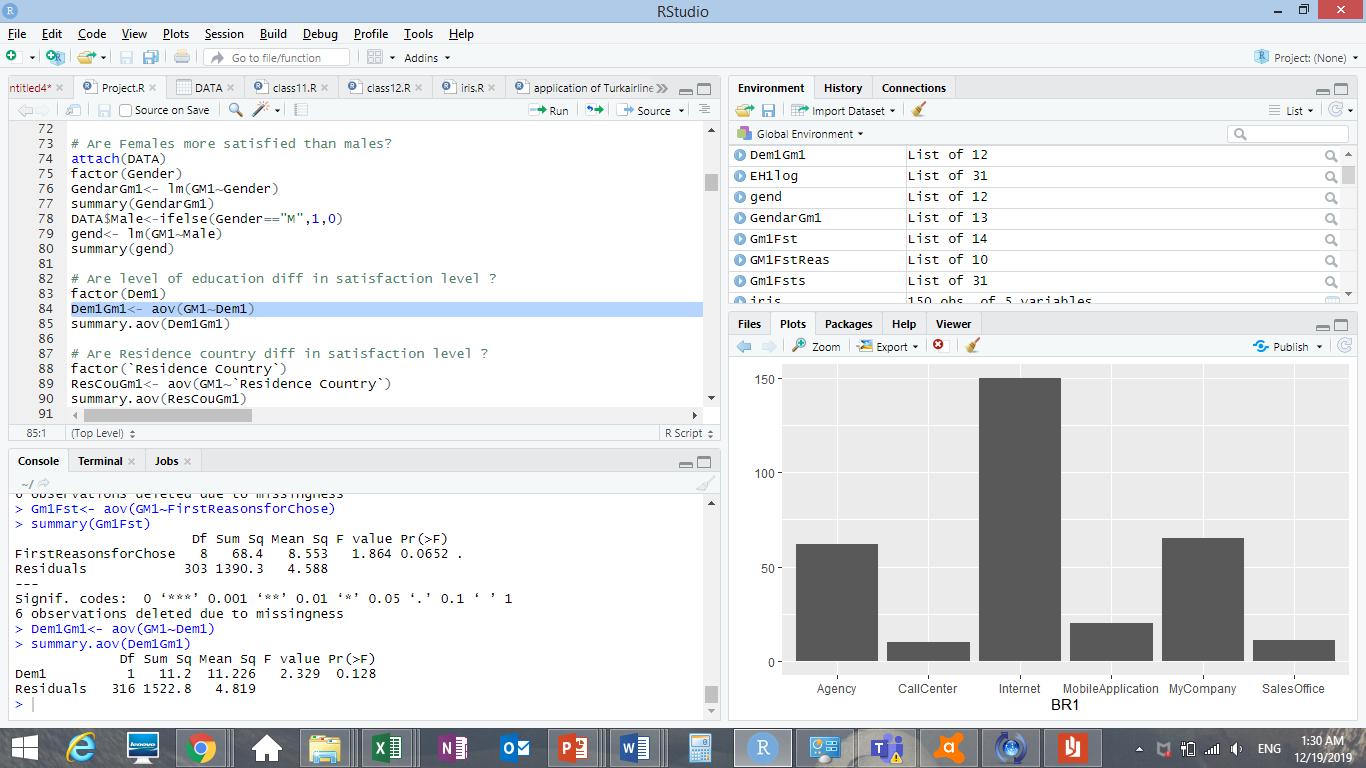 RStudio
File Edit Code View Plots Session Build Debug Profile Tools Help
Go to file/function Addins Project: (None)
ntitled4* Project.R DATA class11.R class12.R iris.R application of Turkairline
Source on Save Run Source
72
73 # Are Females more satisfied than males?
74 attach(DATA)
75 factor(Gender)
76 GendarGm1<- lm(GM1~Gender)
77 summary(GendarGm1)
78 DATA$Male<-ifelse(Gender=="M",1,0)
79 gend<- lm(GM1~Male)
80 summary(gend)
81
82 # Are level of education diff in satisfaction level ?
83 factor(Dem1)
84 Dem1Gm1<- aov(GM1~Dem1)
85 summary.aov(Dem1Gm1)
86
87 # Are Residence country diff in satisfaction level ?
88 factor(`Residence Country`)
89 ResCouGm1<- aov(GM1~`Residence Country`)
90 summary.aov(ResCouGm1)
91
85:1 (Top Level) R Script
Console Terminal Jobs
~/
6 observations deleted due to missingness
> Gm1Fst<- aov(GM1~FirstReasonsforChose)
> summary(Gm1Fst)
Df Sum Sq Mean Sq F value Pr(>F)
FirstReasonsforChose 8 68.4 8.553 1.864 0.0652 .
Residuals 303 1390.3 4.588
---
Signif. codes: 0 ‘***’ 0.001 ‘**’ 0.01 ‘*’ 0.05 ‘.’ 0.1 ‘ ’ 1
6 observations deleted due to missingness
> Dem1Gm1<- aov(GM1~Dem1)
> summary.aov(Dem1Gm1)
Df Sum Sq Mean Sq F value Pr(>F)
Dem1 1 11.2 11.226 2.329 0.128
Residuals 316 1522.8 4.819
>
Environment History Connections
Import Dataset List
Global Environment
Dem1Gm1 List of 12
EH1log List of 31
gend List of 12
GendarGm1 List of 13
Gm1Fst List of 14
GM1FstReas List of 10
Gm1Fsts List of 31
iris 150 obs. of 5 variables
Files Plots Packages Help Viewer
Zoom Export Publish
150
100
50
0
Agency CallCenter Internet MobileApplication MyCompany SalesOffice
BR1
lenovo
ENG
1:30 AM
12/19/2019